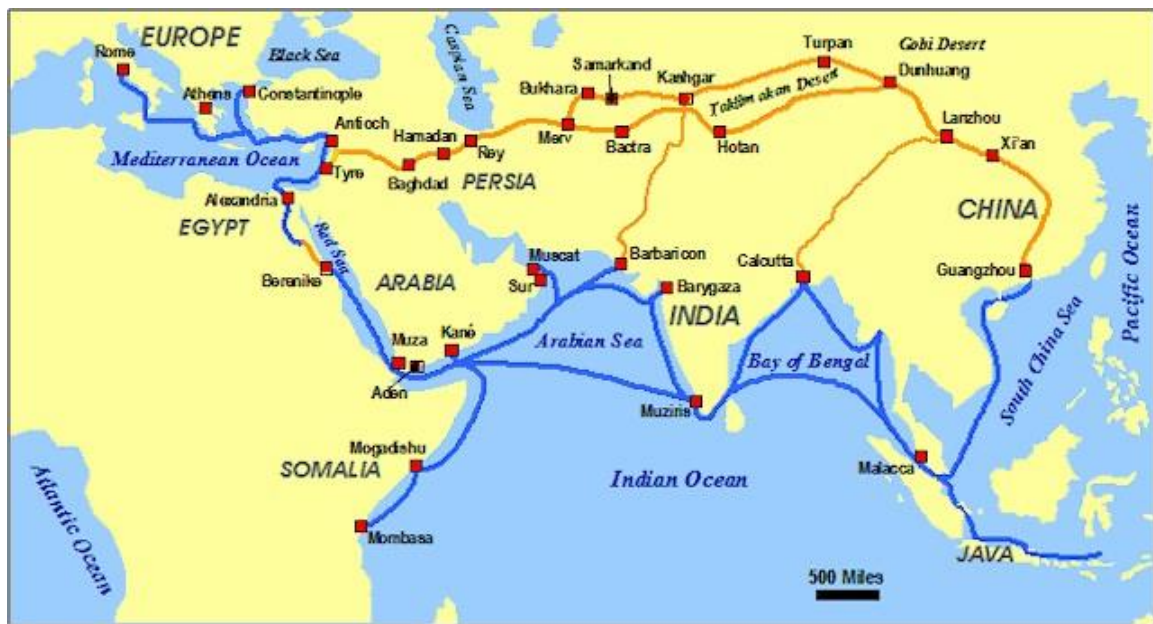 EUROPE
Rome
Black Sea
Caspian Sea
Turpan
Gobi Desert
Samarkand
Kashgar
Dunhuang
Bukhara
Taklim akan Desert
Athens
Constantinople
Antioch
Hamadan
Merv
Bactra
Hotan
Lanzhou
Rey
Xi'an
Mediterranean Ocean
Tyre
Baghdad
PERSIA
Alexandria
EGYPT
CHINA
Red Sea
Pacific Ocean
Muscat
Barbaricon
Calcutta
Guangzhou
Berenike
Sur
ARABIA
Barygaza
INDIA
Muza
Kané
Arabian Sea
Bay of Bengal
South China Sea
Aden
Muziris
Mogadishu
SOMALIA
Malacca
Atlantic Ocean
Indian Ocean
Mombasa
JAVA
500 Miles